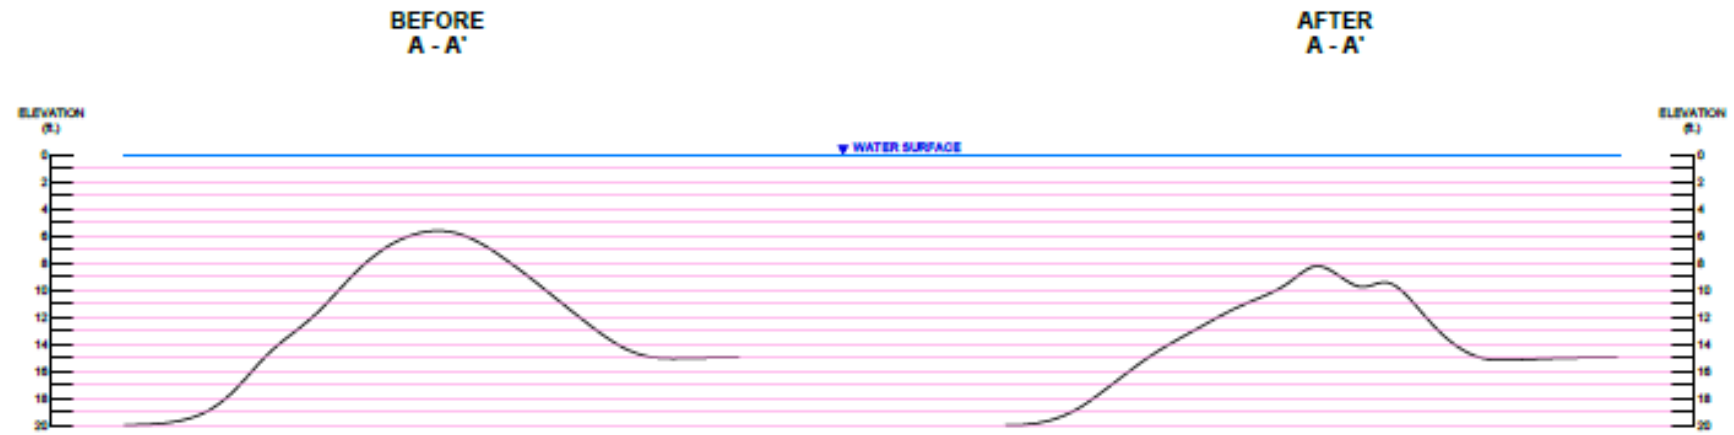 BEFORE
A - A'
AFTER
A - A'
ELEVATION
(ft.)
ELEVATION
(ft.)
WATER SURFACE
0
2
4
6
8
10
12
14
16
18
20
0
2
4
6
8
10
12
14
16
18
20